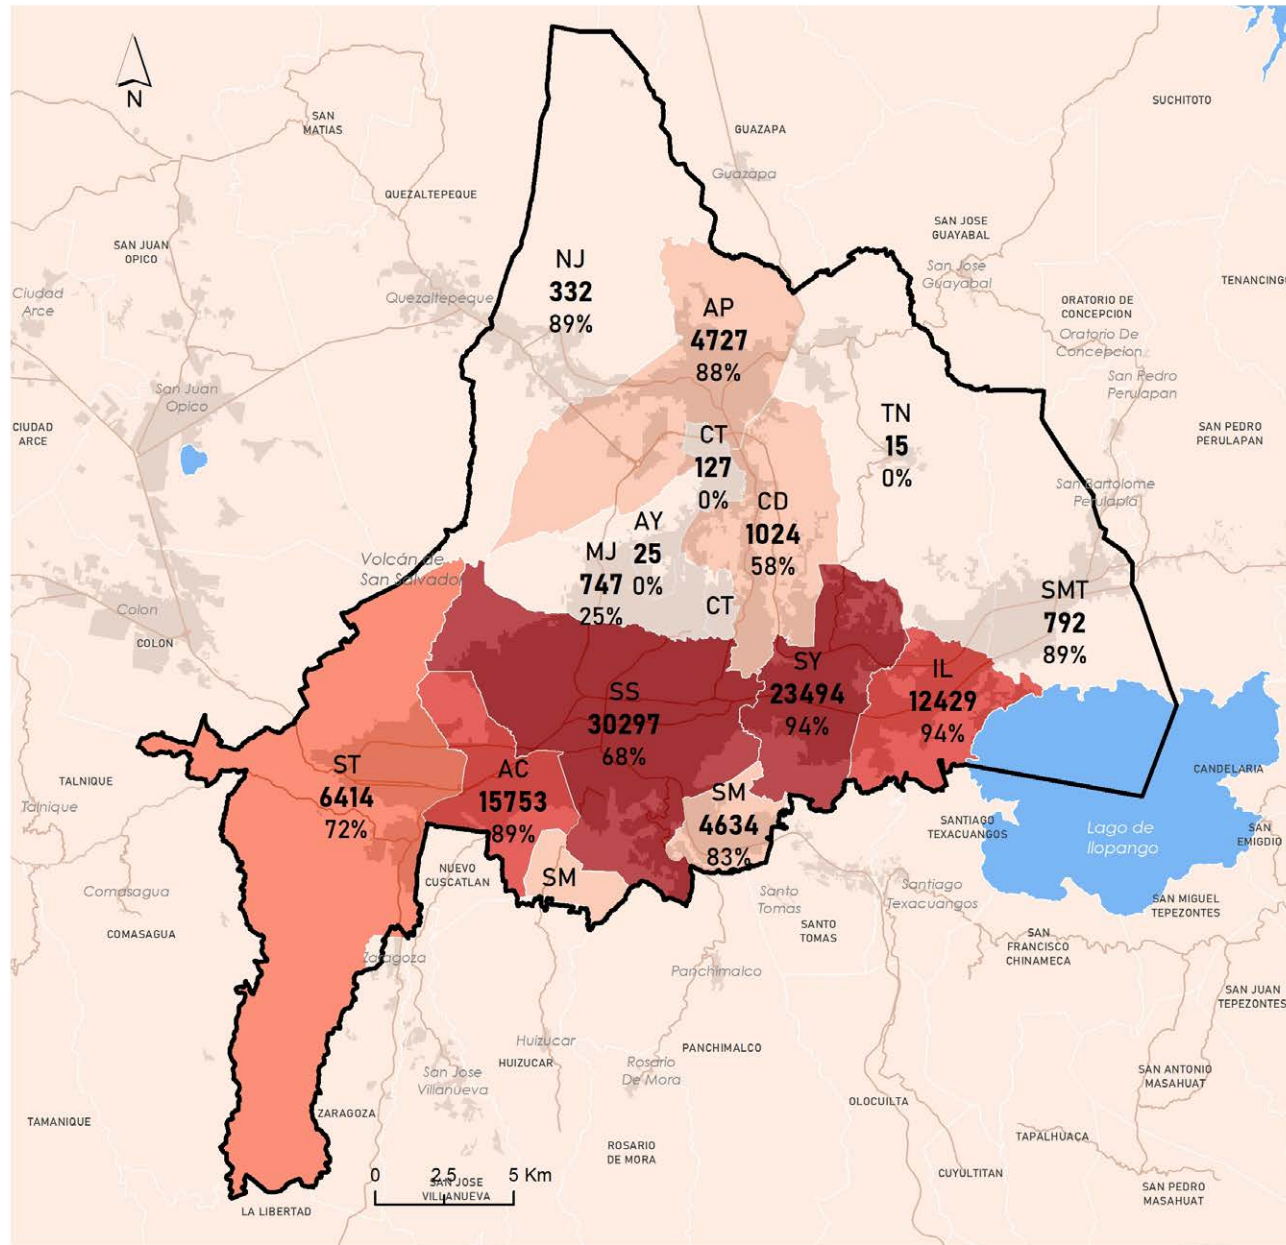 N
SAN
MATIAS
SUCHITOTO
GUAZAPA
Guazapa
QUEZALTEPEQUE
SAN JUAN
OPICO
SAN JOSE
GUAYABAL
San Jose
Guayabal
TENANCINGO
NJ
332
89%
Ciudad
Arce
Quezaltepeque
AP
4727
88%
ORATORIO DE
CONCEPCION
Oratorio De
Concepcion
San Pedro
Perulapan
San Juan
Opico
CIUDAD
ARCE
CT
127
0%
TN
15
0%
SAN PEDRO
PERULAPAN
San Bartolome
Perulapia
CD
1024
58%
AY
25
0%
MJ
747
25%
CT
Volcán de
San Salvador
Colon
COLON
SMT
792
89%
SS
30297
68%
SY
23494
94%
IL
12429
94%
ST
6414
72%
AC
15753
89%
SM
4634
83%
SM
TALNIQUE
Talnique
CANDELARIA
SANTIAGO
TEXACUANGOS
Lago de
Ilopango
SAN
EMIGDIO
NUEVO
CUSCATLAN
Comasagua
COMASAGUA
Santo
Tomas
SANTO
TOMAS
Santiago
Texacuangos
SAN MIGUEL
TEPEZONTES
SAN
FRANCISCO
CHINAMECA
Zaragoza
Panchimalco
SAN JUAN
TEPEZONTES
Huizucar
HUIZUCAR
PANCHIMALCO
Rosario
De Mora
San Jose
Villanueva
SAN ANTONIO
MASAHUAT
OLOCUILTA
TAMANIQUE
ZARAGOZA
TAPALHUACA
ROSARIO
DE MORA
CUYULTITAN
0 2,5 5 Km
SAN JOSE
VILLANUEVA
SAN PEDRO
MASAHUAT
LA LIBERTAD